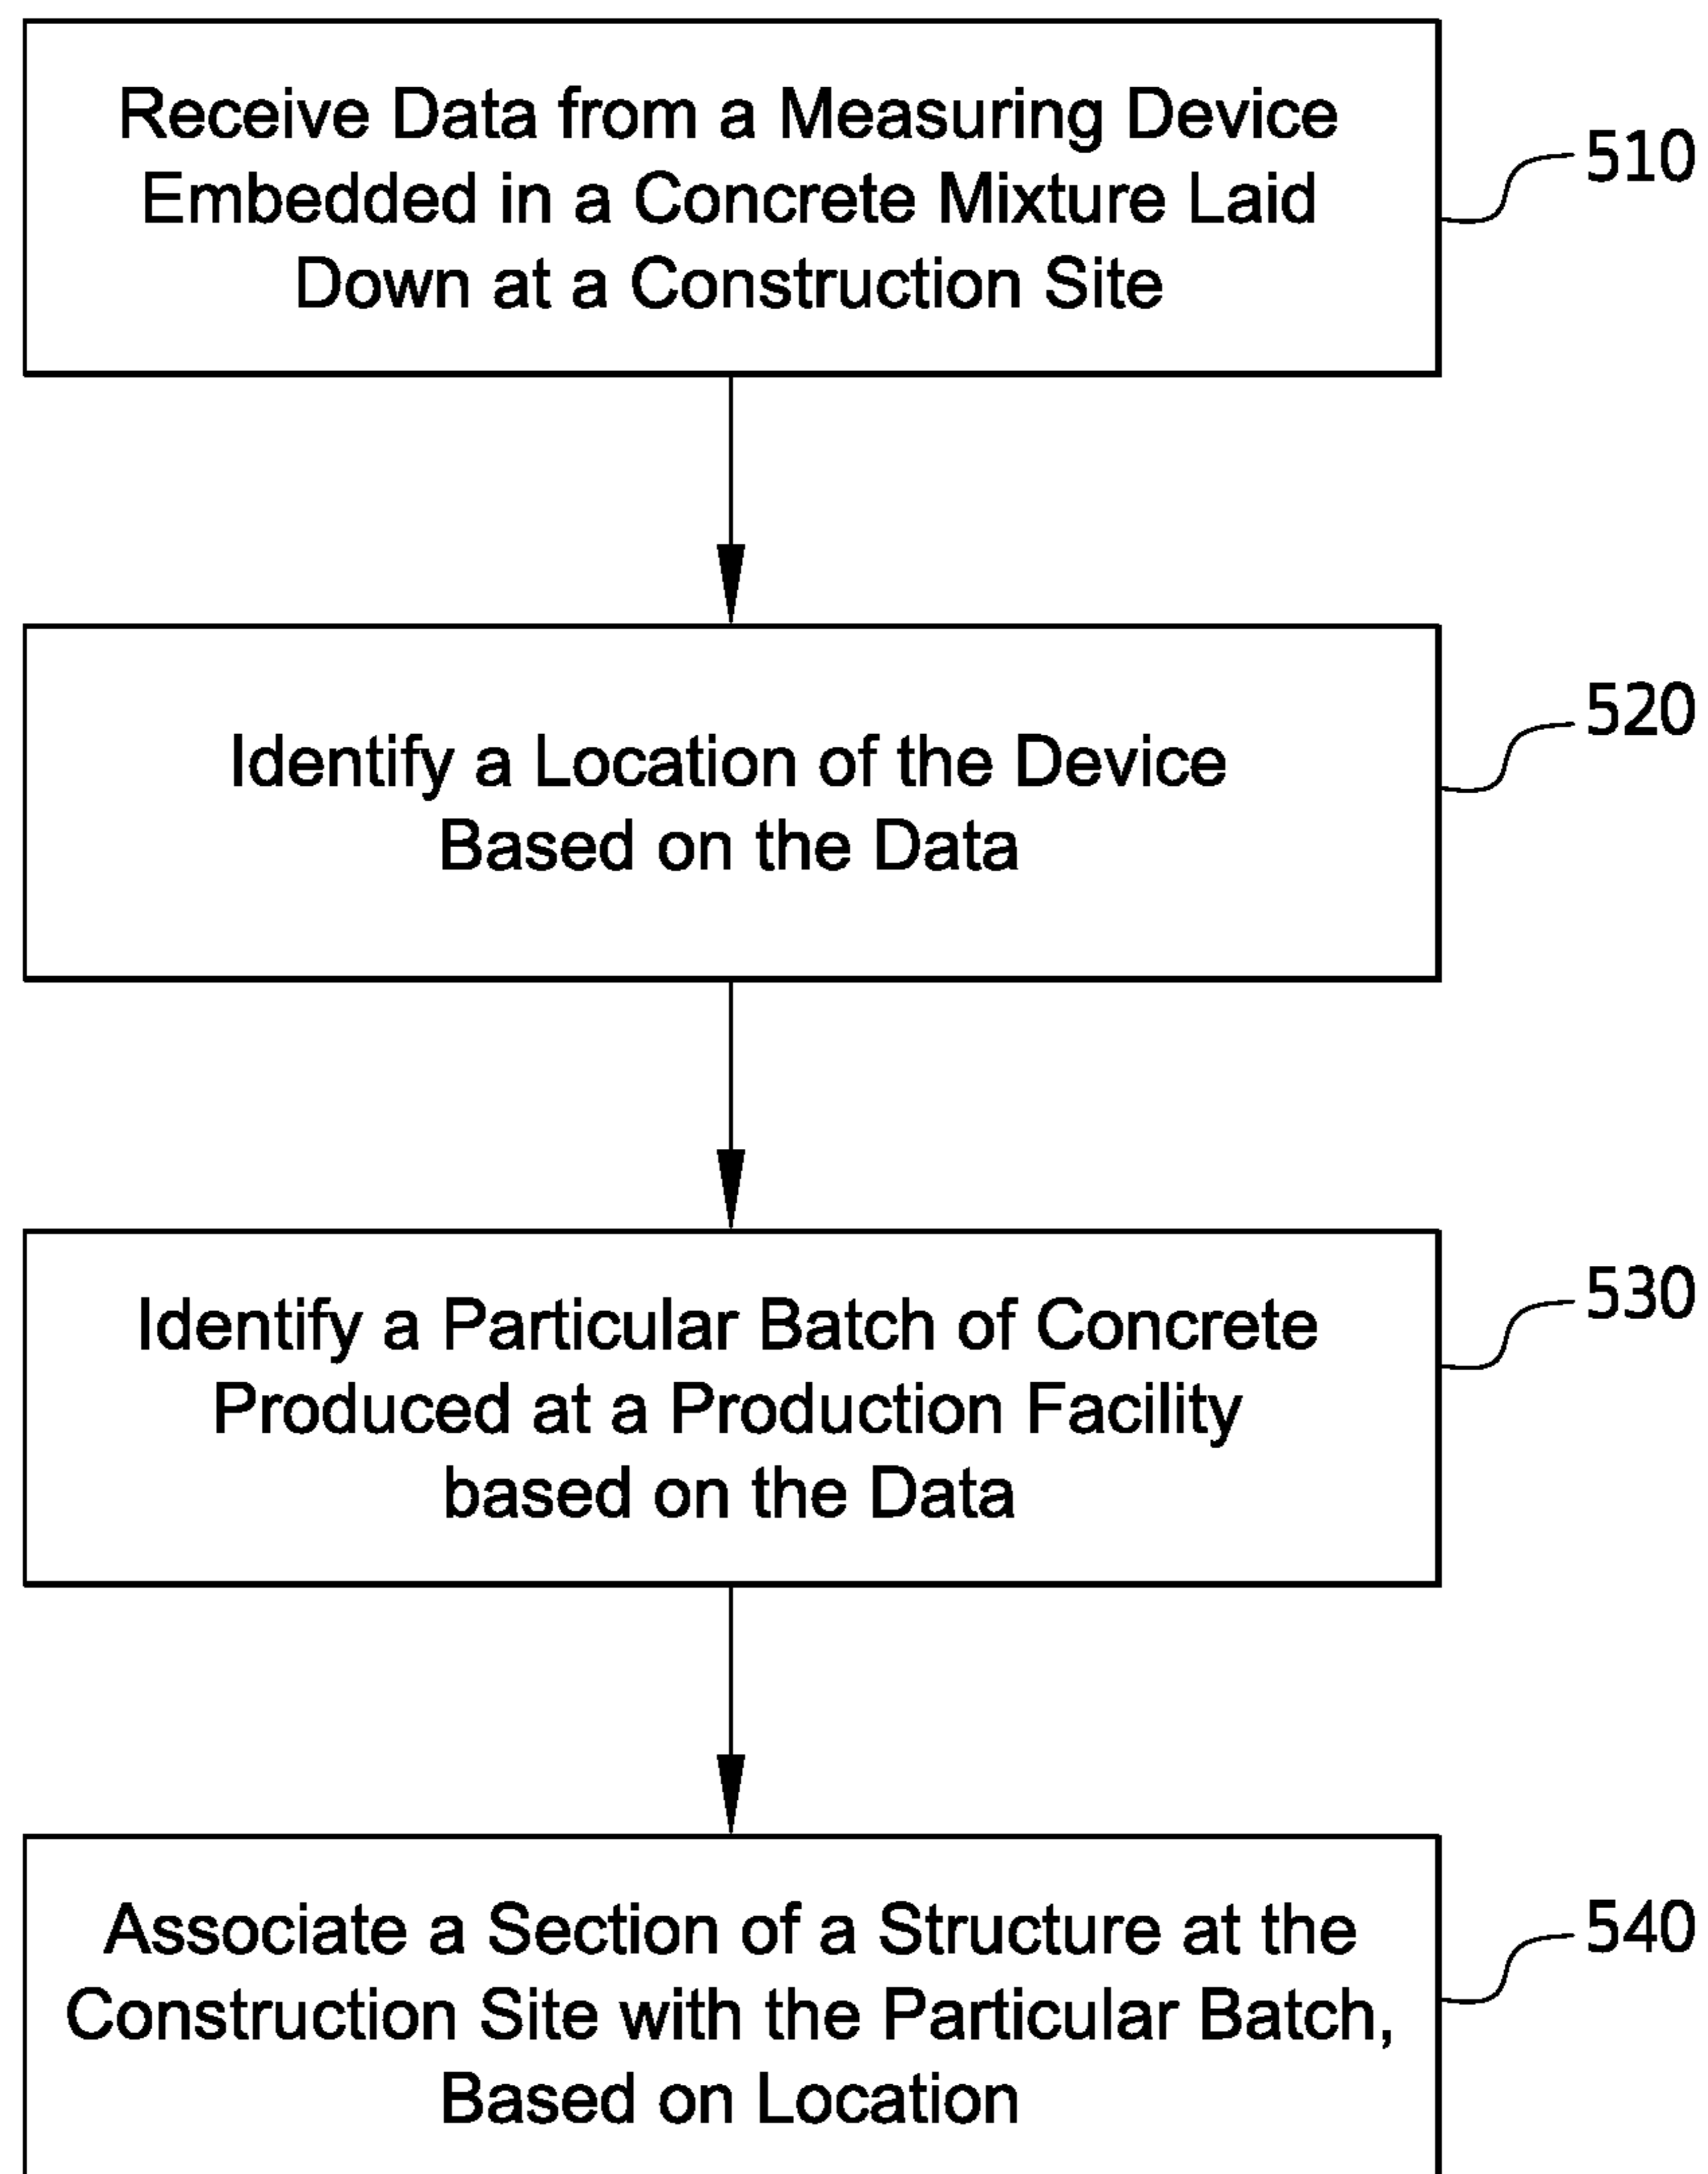 Receive Data from a Measuring Device
Embedded in a Concrete Mixture Laid
Down at a Construction Site
510
Identify a Location of the Device
Based on the Data
520
Identify a Particular Batch of Concrete
Produced at a Production Facility
based on the Data
530
Associate a Section of a Structure at the
Construction Site with the Particular Batch,
Based on Location
540